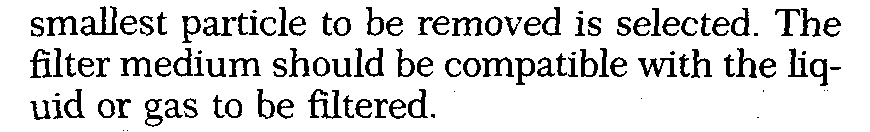 smallest particle to be removed is selected. The
filter medium should be compatible with the liq-
uid or gas to be filtered.